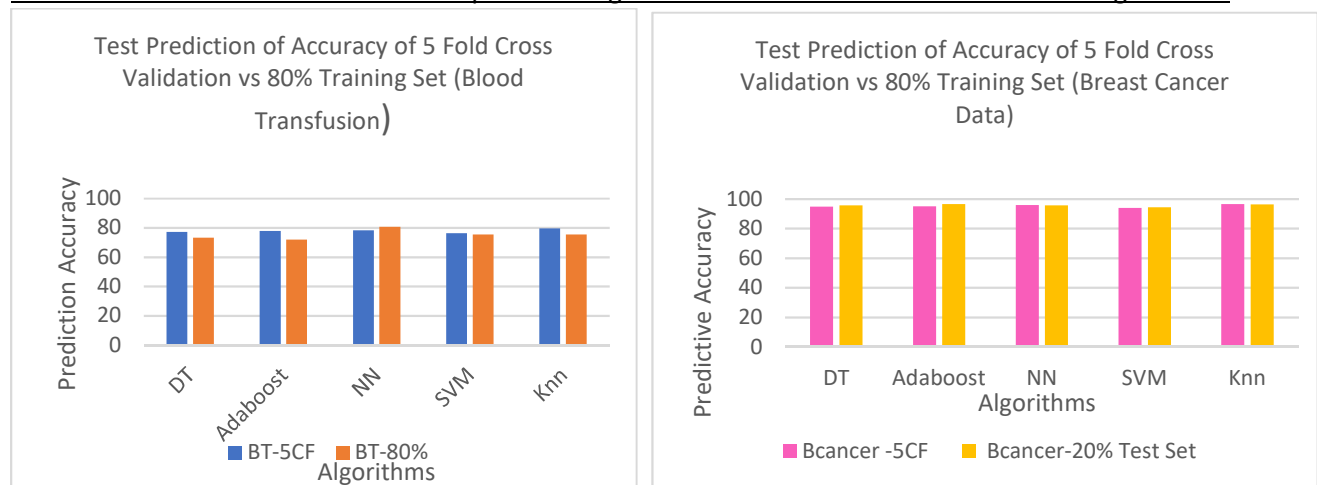 Test Prediction of Accuracy of 5 Fold Cross
Validation vs 80% Training Set (Blood
Transfusion)
Prediction Accuracy
100
80
60
40
20
0
DT
Adaboost
NN
SVM
Knn
BT-5CF
BT-80%
Algorithms
Test Prediction of Accuracy of 5 Fold Cross
Validation vs 80% Training Set (Breast Cancer
Data)
Predictive Accuracy
100
80
60
40
20
0
DT
Adaboost
NN
SVM
Knn
Algorithms
Bcancer -5CF
Bcancer-20% Test Set